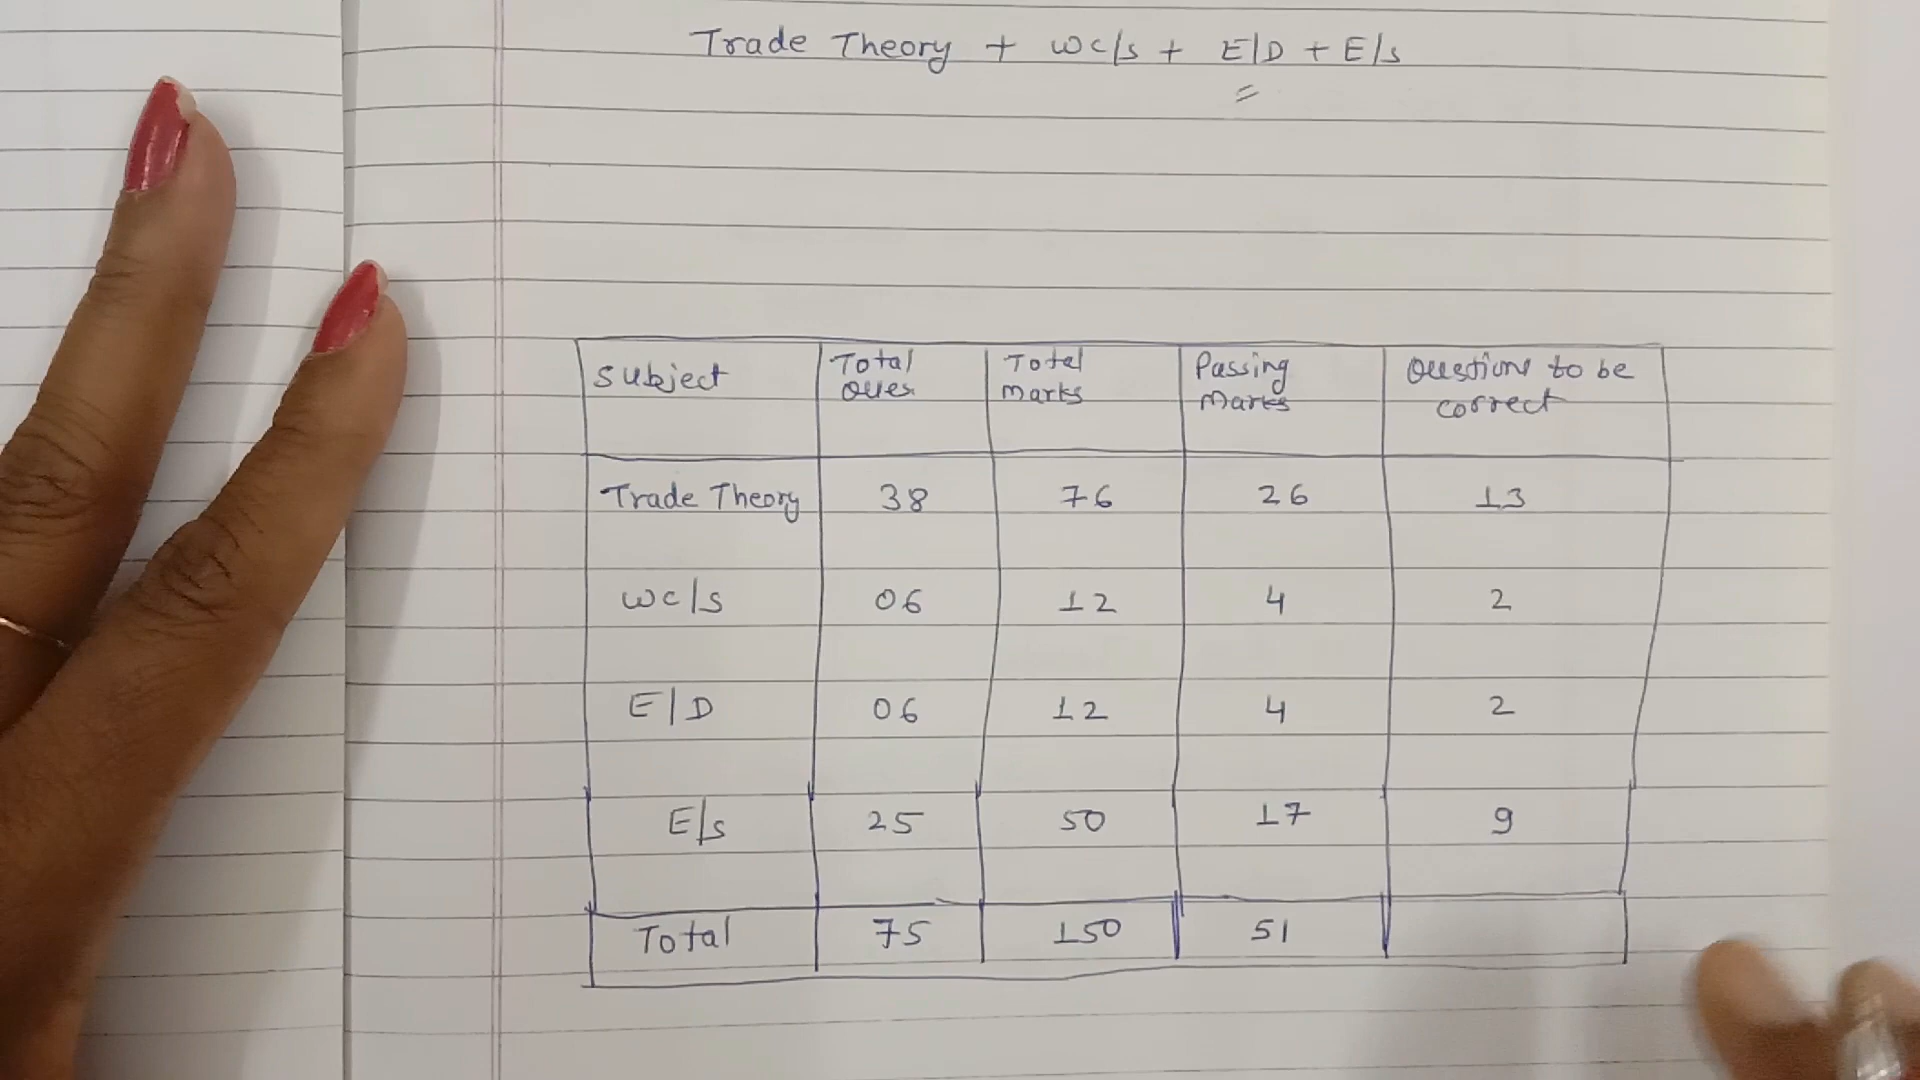 Trade Theory + WC/S + E/D + E/S
Subject Total Ques Total Marks Passing Marks Questions to be correct
Trade Theory 38 76 26 13
WC/S 06 12 4 2
E/D 06 12 4 2
E/S 25 50 17 9
Total 75 150 51